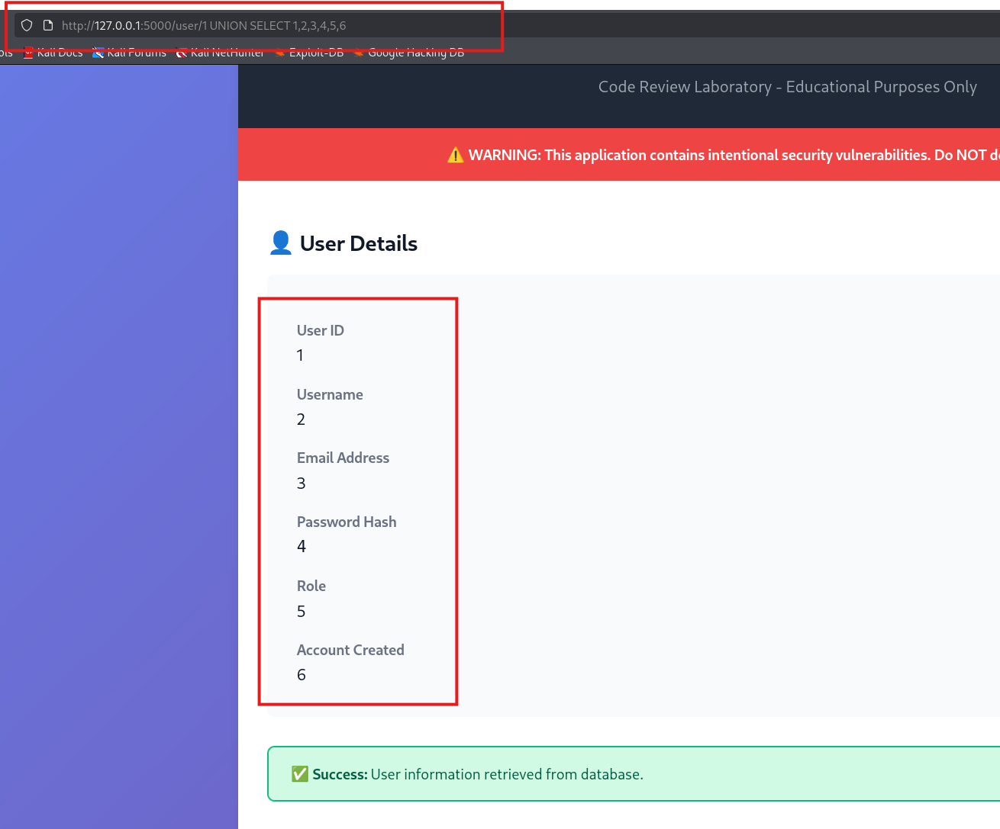 http://127.0.0.1:5000/user/1 UNION SELECT 1,2,3,4,5,6
ols Kali Docs Kali Forums Kali NetHunter Exploit-DB Google Hacking DB
Code Review Laboratory - Educational Purposes Only
⚠️ WARNING: This application contains intentional security vulnerabilities. Do NOT de
👤 User Details
User ID
1
Username
2
Email Address
3
Password Hash
4
Role
5
Account Created
6
✅ Success: User information retrieved from database.